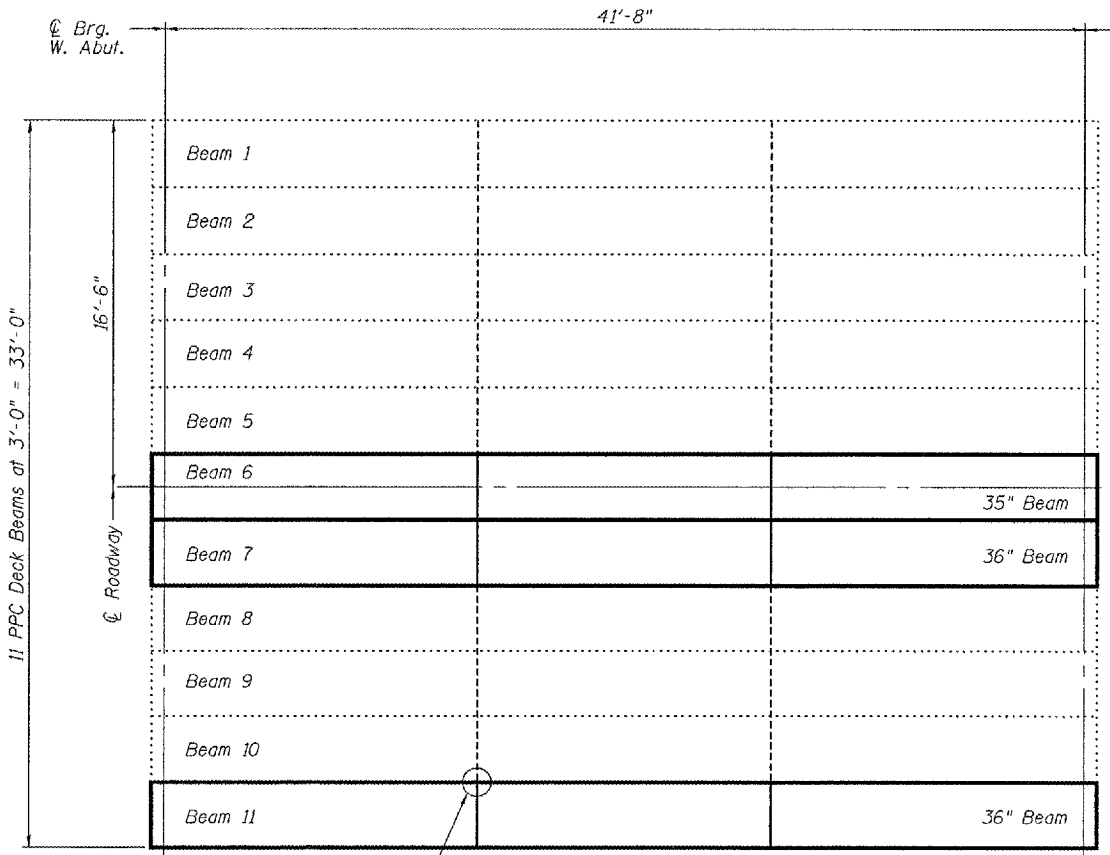 ℄ Brg.
W. Abut.
41'-8"
11 PPC Deck Beams at 3'-0" = 33'-0"
16'-6"
℄ Roadway
Beam 1
Beam 2
Beam 3
Beam 4
Beam 5
Beam 6
35" Beam
Beam 7
36" Beam
Beam 8
Beam 9
Beam 10
Beam 11
36" Beam